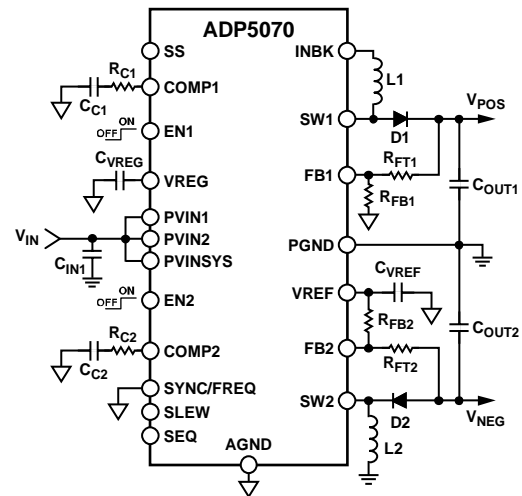 ADP5070
SS
INBK
R_C1
L1
COMP1
C_C1
SW1
V_POS
D1
ON
OFF
EN1
R_FT1
C_VREG
FB1
R_FB1
C_OUT1
VREG
PVIN1
V_IN
PVIN2
PGND
C_IN1
PVINSYS
C_VREF
ON
OFF
EN2
VREF
R_FB2
C_OUT2
R_C2
COMP2
FB2
C_C2
R_FT2
SYNC/FREQ
SW2
V_NEG
D2
SLEW
L2
SEQ
AGND